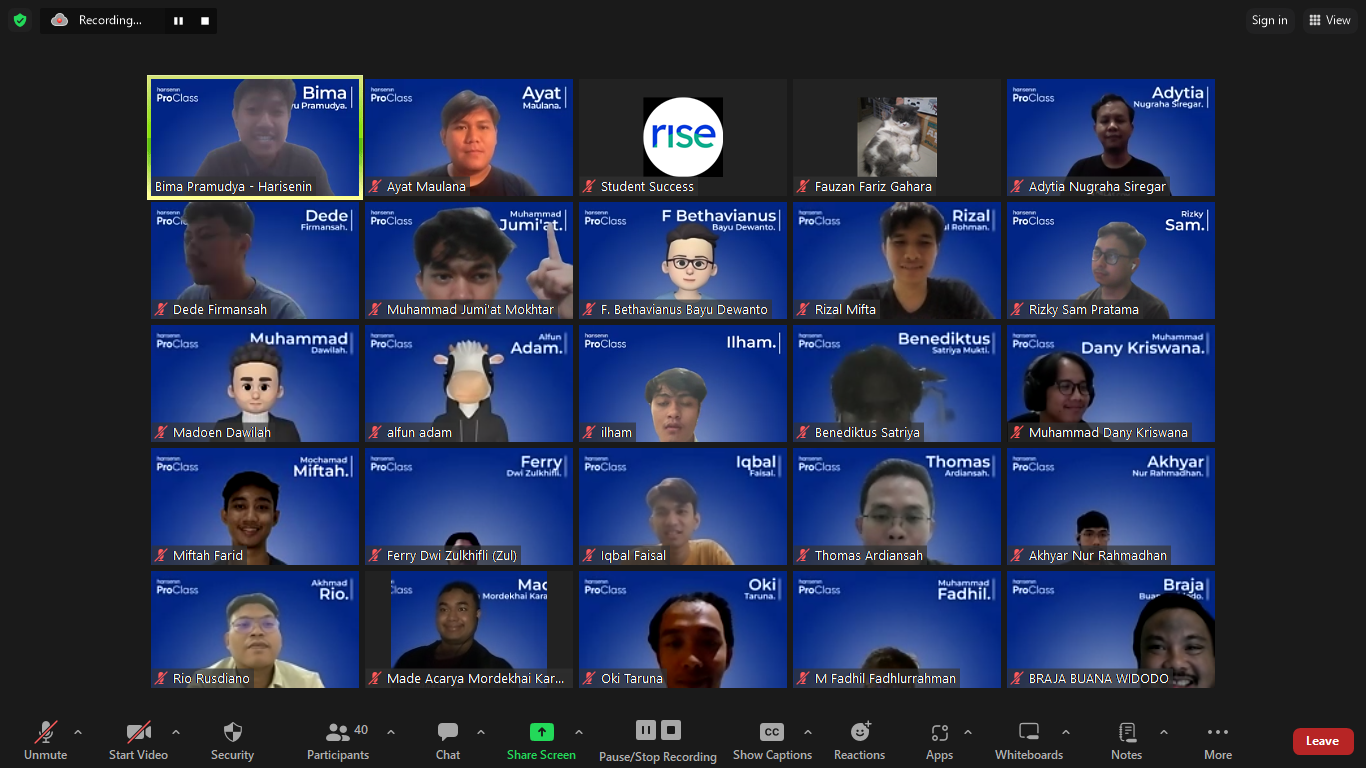 Recording...
Sign in
View
harisenin
ProClass
Bima
yu Pramudya.
Bima Pramudya - Harisenin
harisenin
ProClass
Ayat
Maulana.
Ayat Maulana
rise
Student Success
Fauzan Fariz Gahara
harisenin
ProClass
Adytia
Nugraha Siregar.
Adytia Nugraha Siregar
harisenin
ProCl
Dede
Firmansah.
Dede Firmansah
harisenin
ProClass
Muhammad
Jumi'at.
Muhammad Jumi'at Mokhtar
harisenin
ProClass
F Bethavianus
Bayu Dewanto.
F. Bethavianus Bayu Dewanto
harisenin
ProClass
Rizal
ul Rohman.
Rizal Mifta
harisenin
ProClass
Rizky
Sam.
Rizky Sam Pratama
harisenin
ProClass
Muhammad
Dawilah.
Madoen Dawilah
harisenin
ProClass
Alfun
Adam.
alfun adam
harisenin
ProClass
Ilham.
ilham
harisenin
ProClass
Benediktus
Satriya Mukti.
Benediktus Satriya
harisenin
ProClass
Muhammad
Dany Kriswana.
Muhammad Dany Kriswana
harisenin
ProClass
Mochamad
Miftah.
Miftah Farid
harisenin
ProClass
Ferry
Dwi Zulkhifli.
Ferry Dwi Zulkhifli (Zul)
harisenin
ProClass
Iqbal
Faisal.
Iqbal Faisal
harisenin
ProClass
Thomas
Ardiansah.
Thomas Ardiansah
harisenin
ProClass
Akhyar
Nur Rahmadhan.
Akhyar Nur Rahmadhan
harisenin
ProClass
Akhmad
Rio.
Rio Rusdiano
Class
Mac
Mordekhai Kara
Made Acarya Mordekhai Kar...
harisenin
ProClass
Oki
Taruna.
Oki Taruna
harisenin
ProClass
Muhammad
Fadhil.
M Fadhil Fadhlurrahman
harisenin
ProClass
Braja
BRAJA BUANA WIDODO
Unmute
Start Video
Security
40
Participants
Chat
Share Screen
Pause/Stop Recording
CC
Show Captions
Reactions
Apps
Whiteboards
Notes
More
Leave